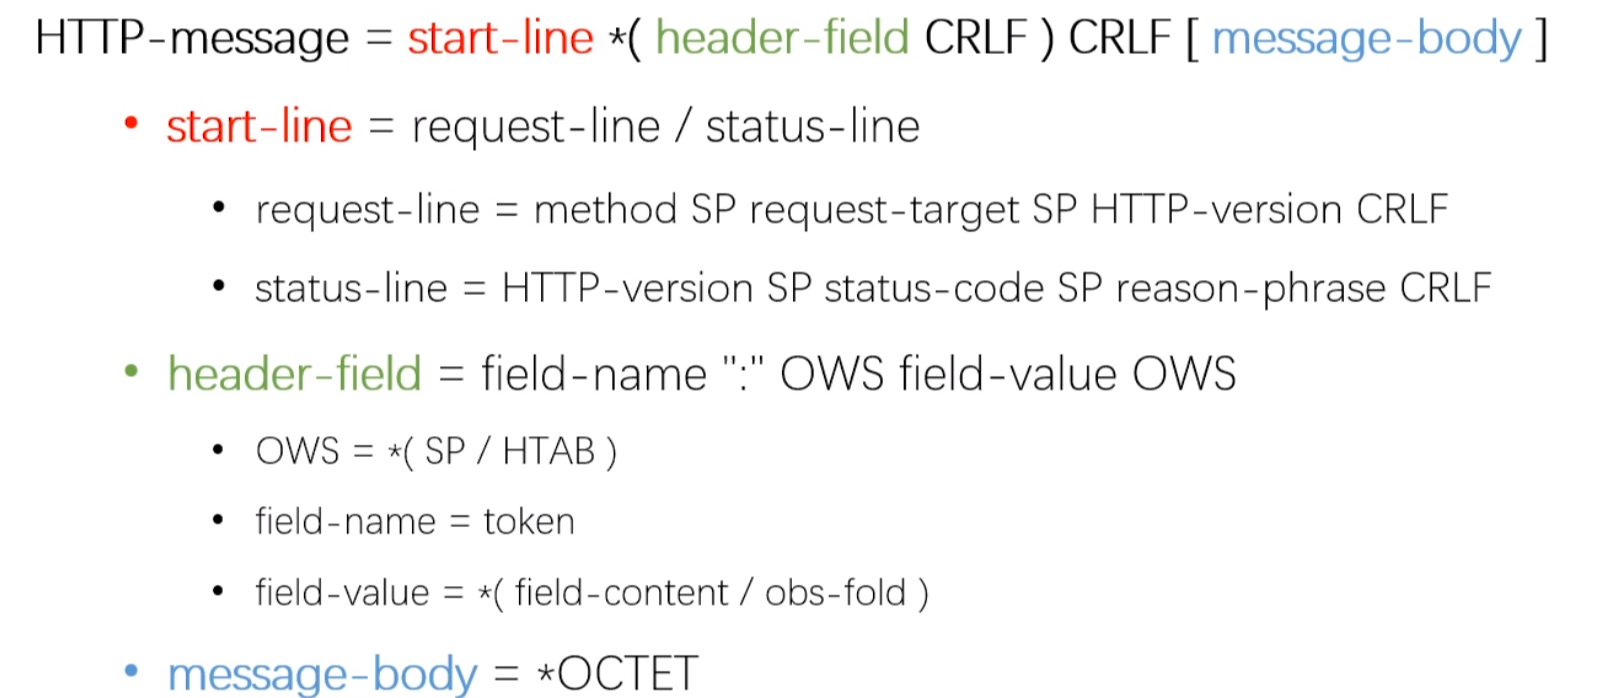 HTTP-message = start-line *( header-field CRLF ) CRLF [ message-body ]
• start-line = request-line / status-line
• request-line = method SP request-target SP HTTP-version CRLF
• status-line = HTTP-version SP status-code SP reason-phrase CRLF
• header-field = field-name ":" OWS field-value OWS
• OWS = *( SP / HTAB )
• field-name = token
• field-value = *( field-content / obs-fold )
• message-body = *OCTET